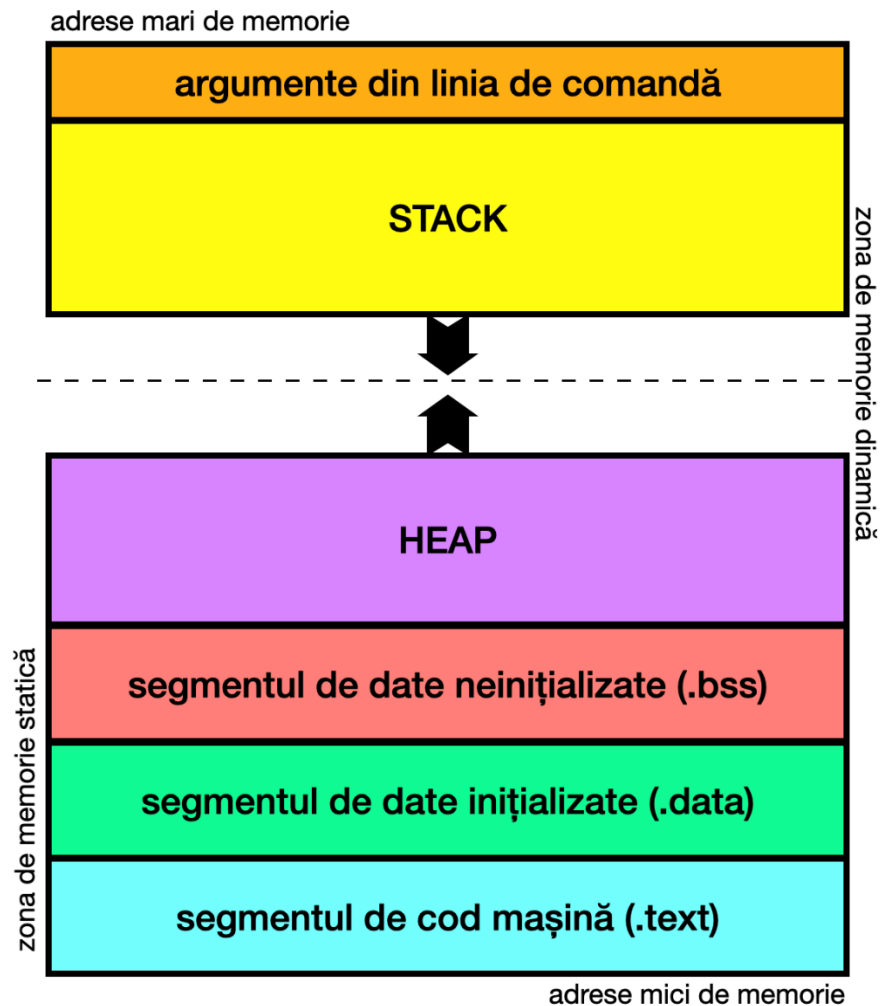 adrese mari de memorie
argumente din linia de comandă
STACK
zona de memorie dinamică
HEAP
segmentul de date neinițializate (.bss)
zona de memorie statică
segmentul de date inițializate (.data)
segmentul de cod mașină (.text)
adrese mici de memorie